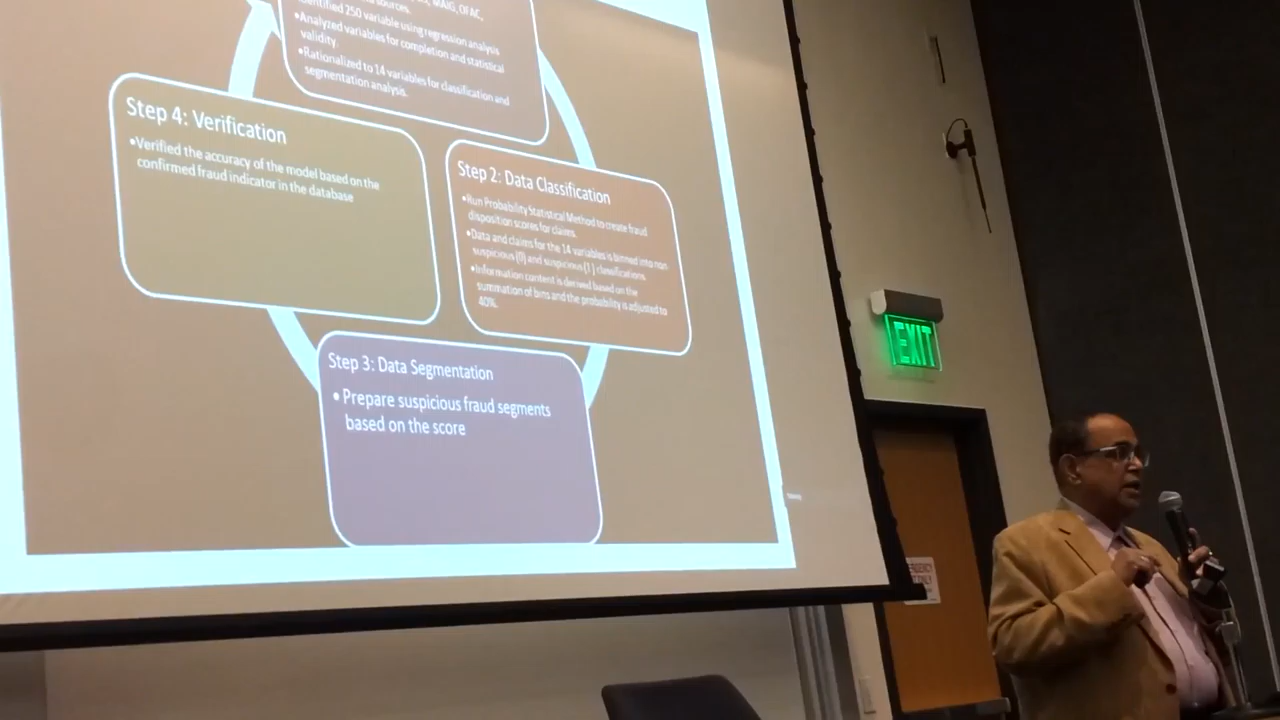 MAIG, OFAC,
sources.
250 variable using regression analysis
•Analyzed variables for completion and statistical
validity.
•Rationalized to 14 variables for classification and
segmentation analysis.
Step 4: Verification
•Verified the accuracy of the model based on the
confirmed fraud indicator in the database
Step 2: Data Classification
•Run Probability Statistical Method to create fraud
disposition scores for claims.
•Data and claims for the 14 variables is binned into non
suspicious (0) and suspicious (1) classifications.
•Information content is derived based on the
summation of bins and the probability is adjusted to
40%.
Step 3: Data Segmentation
• Prepare suspicious fraud segments
based on the score
EXIT
ONLY